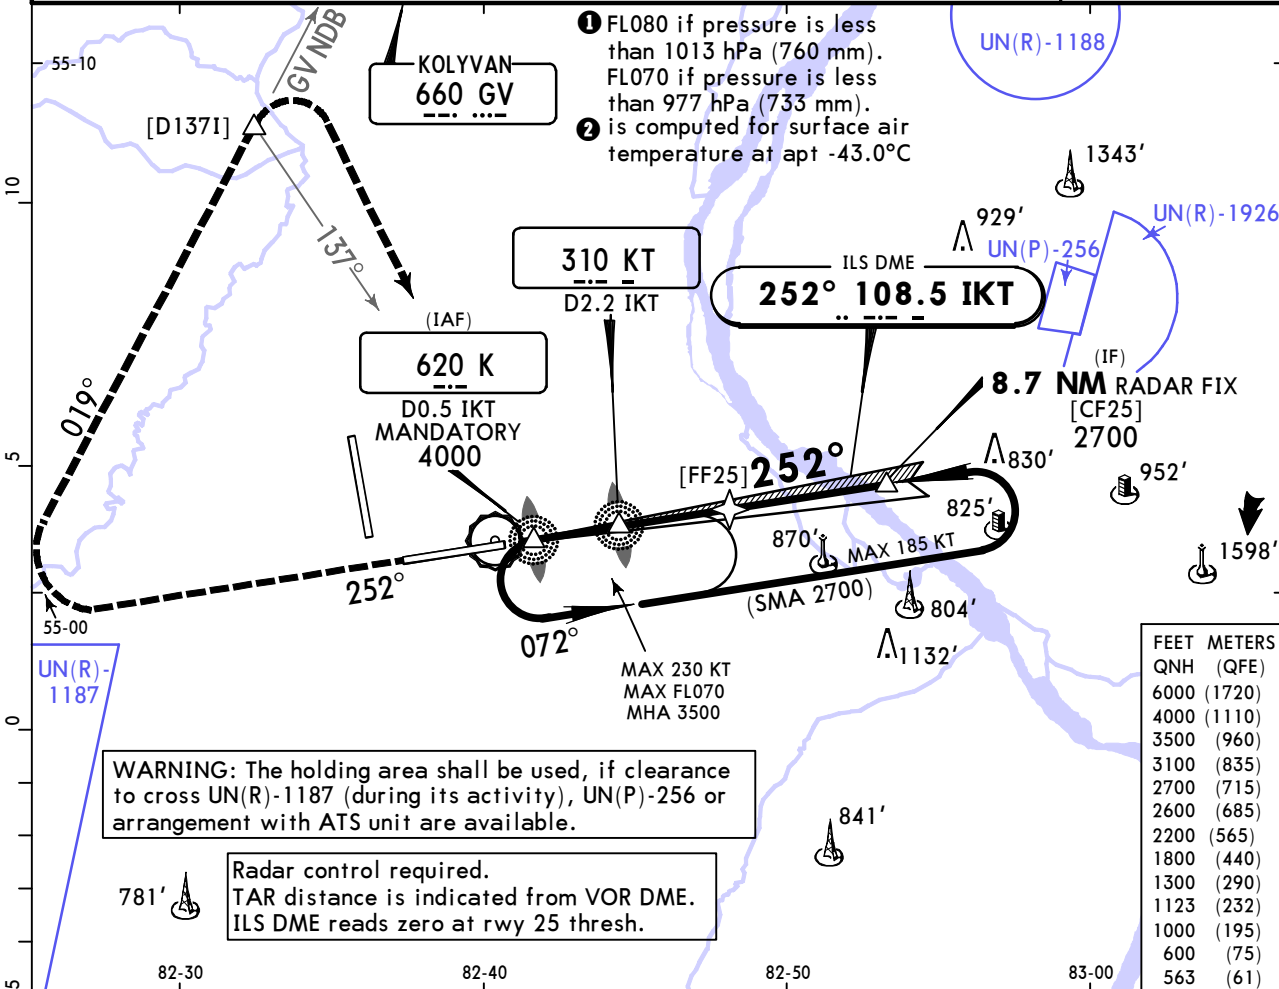 55-10
GV NDB
KOLYVAN
660 GV
❶ FL080 if pressure is less
than 1013 hPa (760 mm).
FL070 if pressure is less
than 977 hPa (733 mm).
❷ is computed for surface air
temperature at apt -43.0°C
UN(R)-1188
[D137I]
137°
10
1343'
929'
UN(R)-1926
UN(P)-256
310 KT
D2.2 IKT
ILS DME
252° 108.5 IKT
(IAF)
620 K
D0.5 IKT
MANDATORY
4000
(IF)
8.7 NM RADAR FIX
[CF25]
2700
019°
5
[FF25]
252°
830'
952'
825'
870'
MAX 185 KT
1598'
(SMA 2700)
804'
252°
072°
55-00
1132'
UN(R)-
1187
MAX 230 KT
MAX FL070
MHA 3500
0
WARNING: The holding area shall be used, if clearance
to cross UN(R)-1187 (during its activity), UN(P)-256 or
arrangement with ATS unit are available.
841'
781'
Radar control required.
TAR distance is indicated from VOR DME.
ILS DME reads zero at rwy 25 thresh.
FEET METERS
QNH (QFE)
6000 (1720)
4000 (1110)
3500 (960)
3100 (835)
2700 (715)
2600 (685)
2200 (565)
1800 (440)
1300 (290)
1123 (232)
1000 (195)
600 (75)
563 (61)
5
82-30
82-40
82-50
83-00